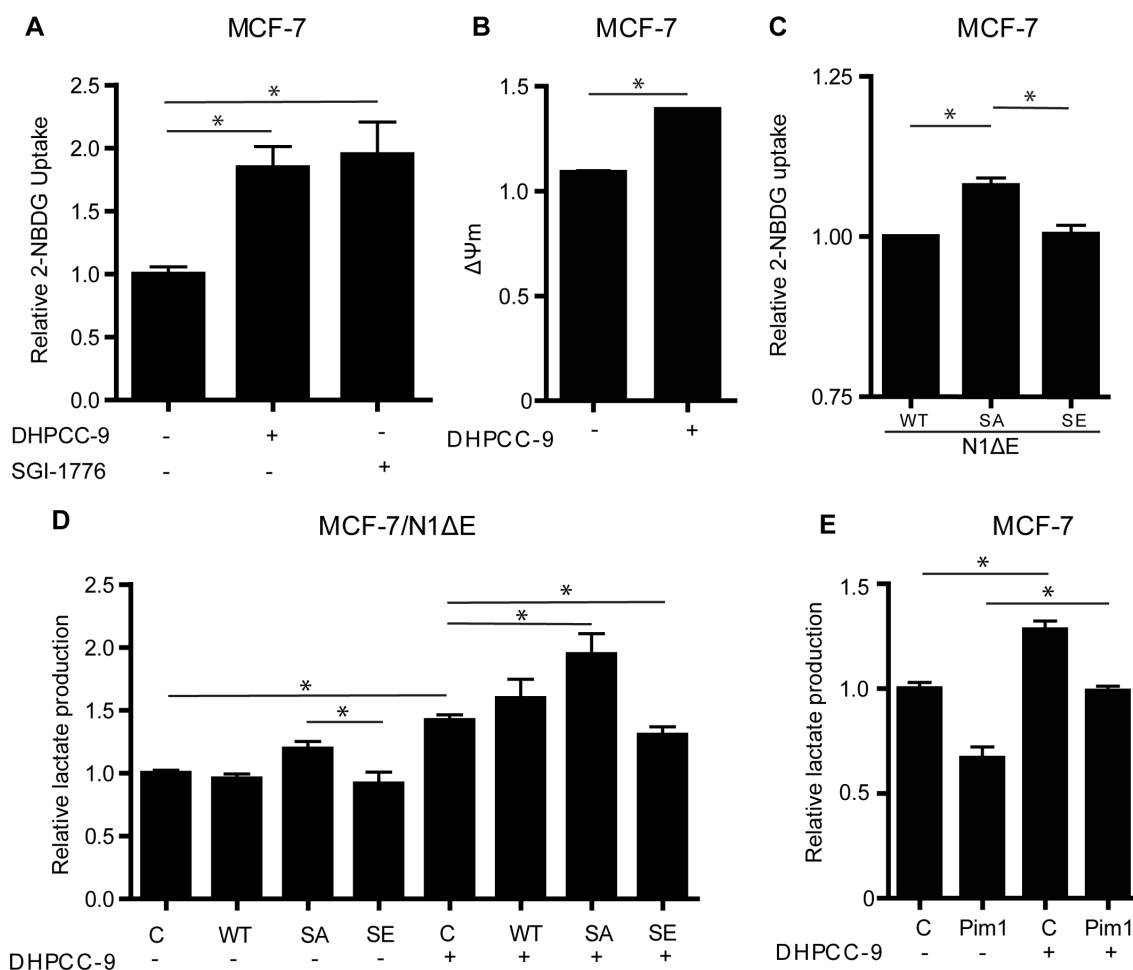 A
MCF-7
Relative 2-NBDG Uptake
2.5
2.0
1.5
1.0
0.5
0.0
*
*
DHPCC-9 - + -
SGI-1776 - - +
B
MCF-7
ΔΨm
1.5
1.0
0.5
0
*
DHPCC-9 - +
C
MCF-7
Relative 2-NBDG uptake
1.25
1.00
0.75
* *
WT SA SE
N1ΔE
D
MCF-7/N1ΔE
Relative lactate production
2.5
2.0
1.5
1.0
0.5
0.0
*
*
*
*
C WT SA SE C WT SA SE
DHPCC-9 - - - - + + + +
E
MCF-7
Relative lactate production
1.5
1.0
0.5
0
*
*
C Pim1 C Pim1
DHPCC-9 - - + +